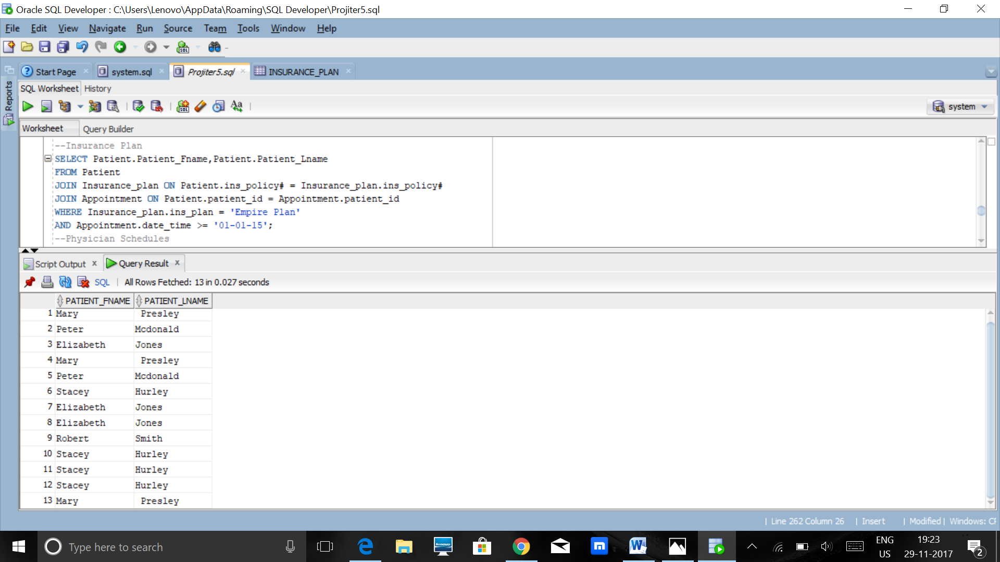 Oracle SQL Developer : C:\Users\Lenovo\AppData\Roaming\SQL Developer\Projiter5.sql
File Edit View Navigate Run Source Team Tools Window Help
Start Page system.sql Projiter5.sql INSURANCE_PLAN
Reports
SQL Worksheet History
system
Worksheet Query Builder
--Insurance Plan
SELECT Patient.Patient_Fname,Patient.Patient_Lname
FROM Patient
JOIN Insurance_plan ON Patient.ins_policy# = Insurance_plan.ins_policy#
JOIN Appointment ON Patient.patient_id = Appointment.patient_id
WHERE Insurance_plan.ins_plan = 'Empire Plan'
AND Appointment.date_time >= '01-01-15';
--Physician Schedules
Script Output x Query Result x
SQL | All Rows Fetched: 13 in 0.027 seconds
PATIENT_FNAME PATIENT_LNAME
1 Mary Presley
2 Peter Mcdonald
3 Elizabeth Jones
4 Mary Presley
5 Peter Mcdonald
6 Stacey Hurley
7 Elizabeth Jones
8 Elizabeth Jones
9 Robert Smith
10 Stacey Hurley
11 Stacey Hurley
12 Stacey Hurley
13 Mary Presley
| Line 262 Column 26 | Insert | Modified | Windows:
Type here to search
ENG 19:23
US 29-11-2017
2